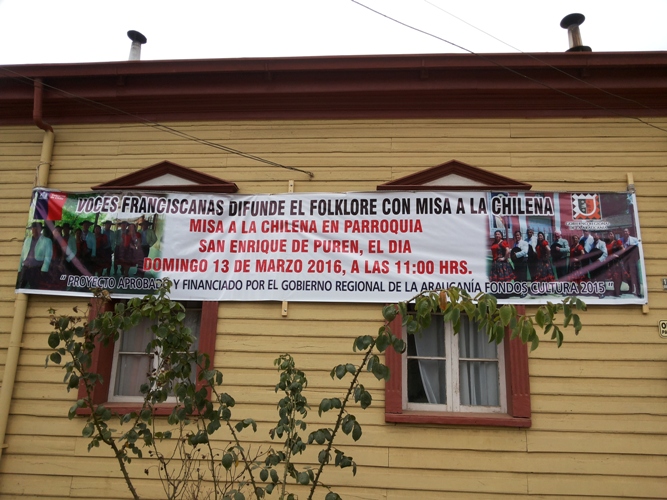 VOCES FRANCISCANAS DIFUNDE EL FOLKLORE CON MISA A LA CHILENA
MISA A LA CHILENA EN PARROQUIA
SAN ENRIQUE DE PUREN, EL DIA
DOMINGO 13 DE MARZO 2016, A LAS 11:00 HRS.
" PROYECTO APROBADO Y FINANCIADO POR EL GOBIERNO REGIONAL DE LA ARAUCANÍA FONDOS CULTURA 2015 "